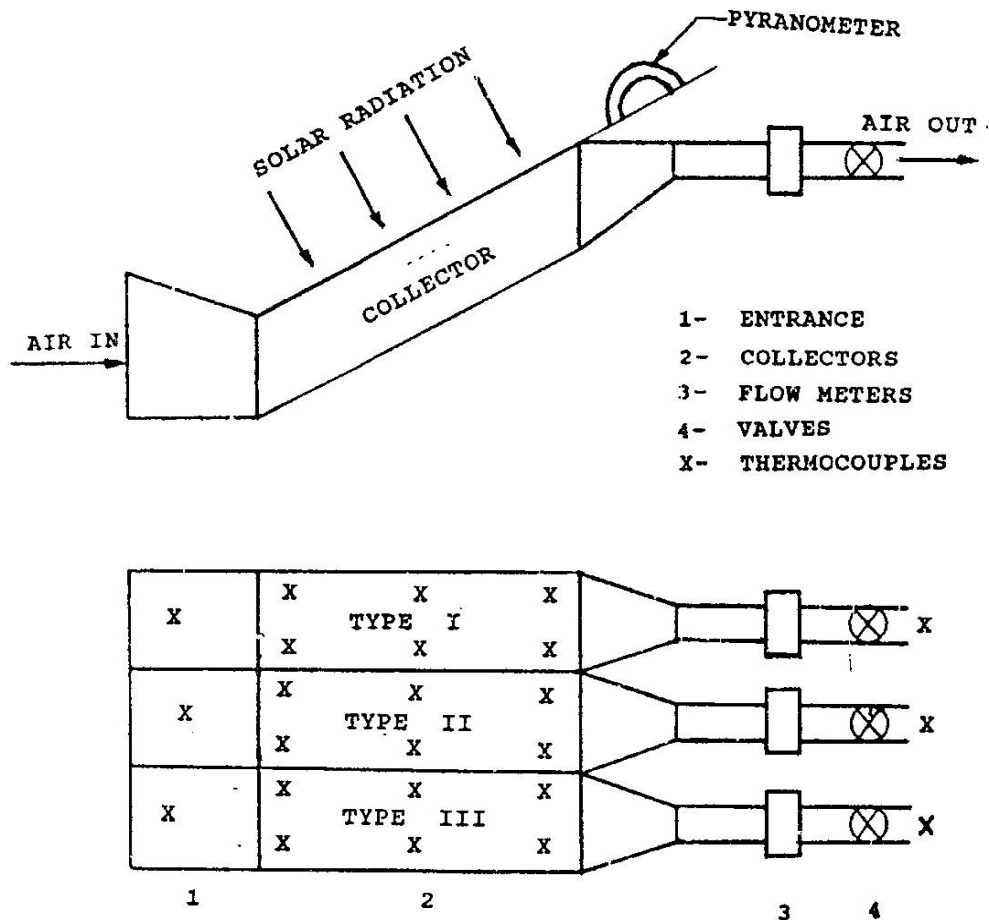 PYRANOMETER
SOLAR RADIATION
AIR OUT
COLLECTOR
AIR IN
1- ENTRANCE
2- COLLECTORS
3- FLOW METERS
4- VALVES
X- THERMOCOUPLES
X X X X
TYPE I X
X X X
X X X X
TYPE II X
X X X
X X X X
TYPE III X
X X X
1 2 3 4